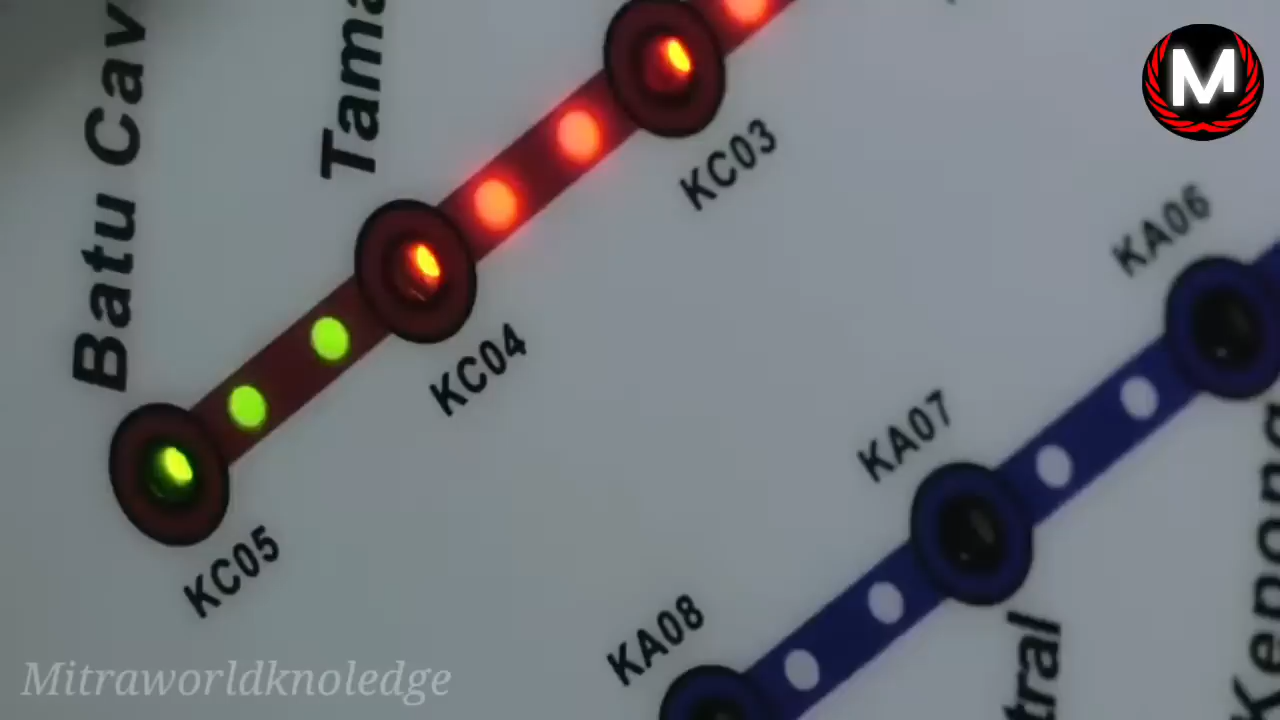 Batu Cav
Tama
KC03
KC04
KC05
KA06
KA07
KA08
tral
Kepong
M
Mitraworldknoledge